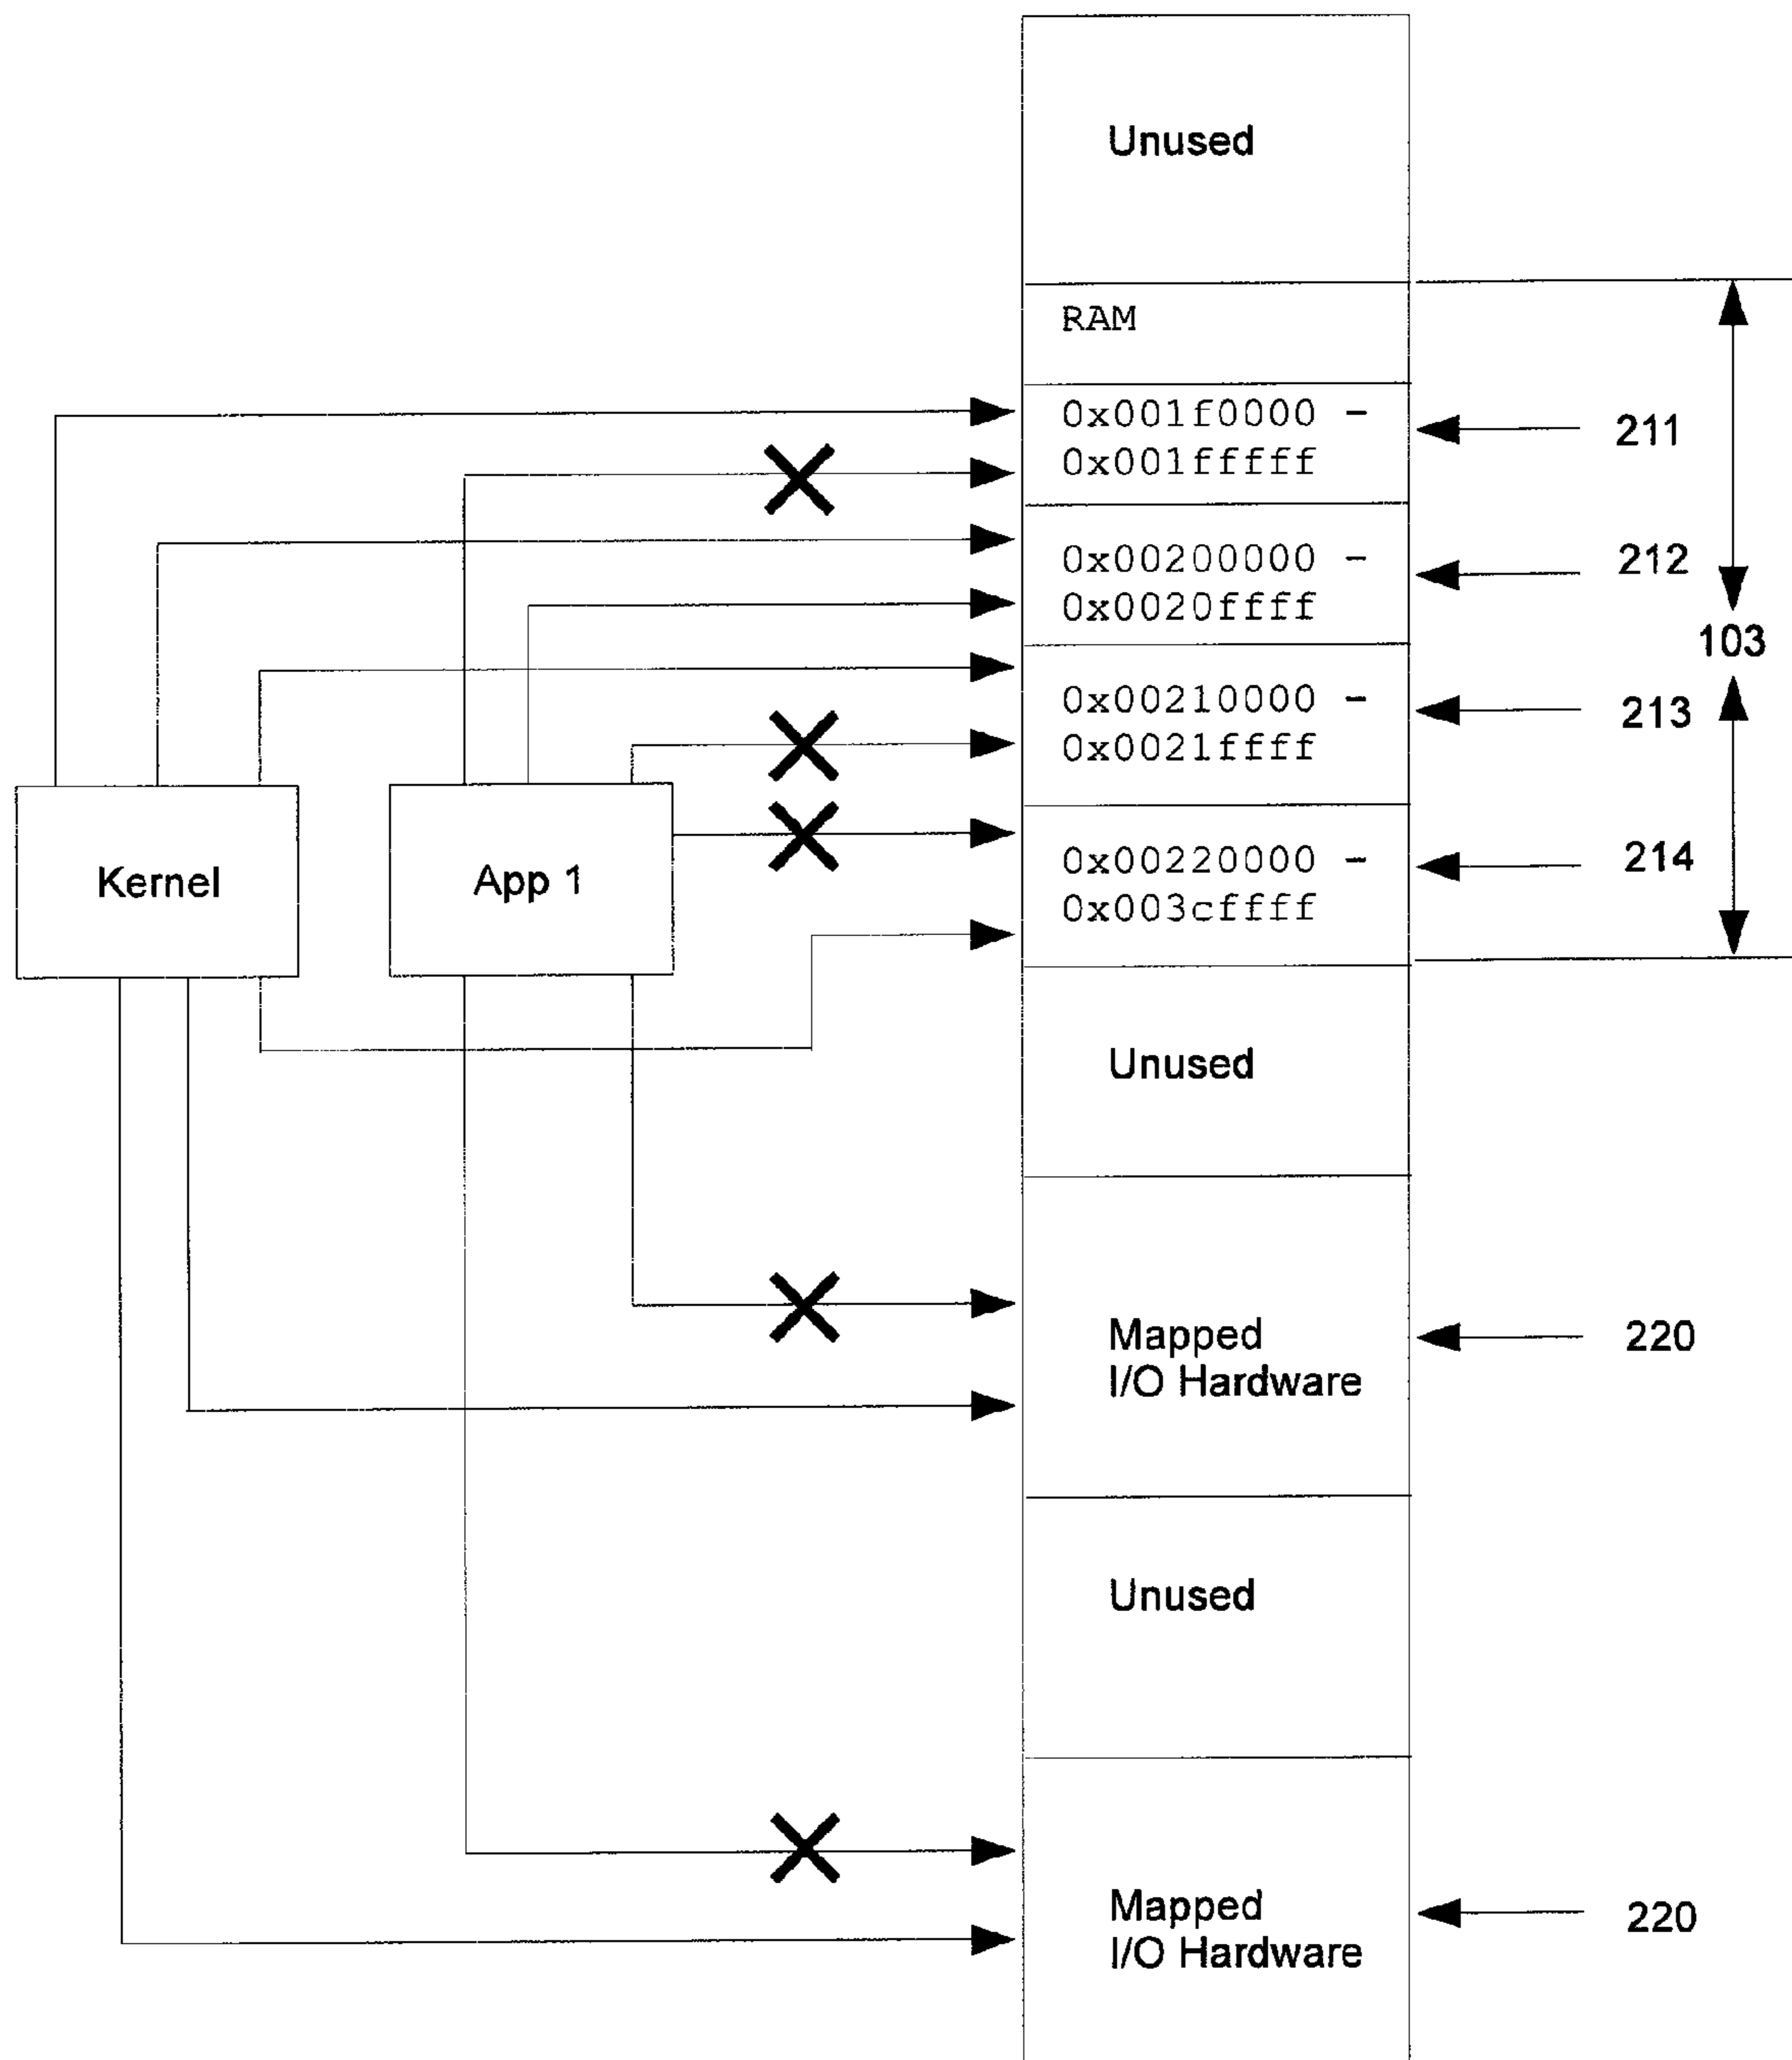 Unused
RAM
0x001f0000 -
0x001fffff
211
0x00200000 -
0x0020ffff
212
103
0x00210000 -
0x0021ffff
213
Kernel
App 1
0x00220000 -
0x003cffff
214
Unused
Mapped
I/O Hardware
220
Unused
Mapped
I/O Hardware
220